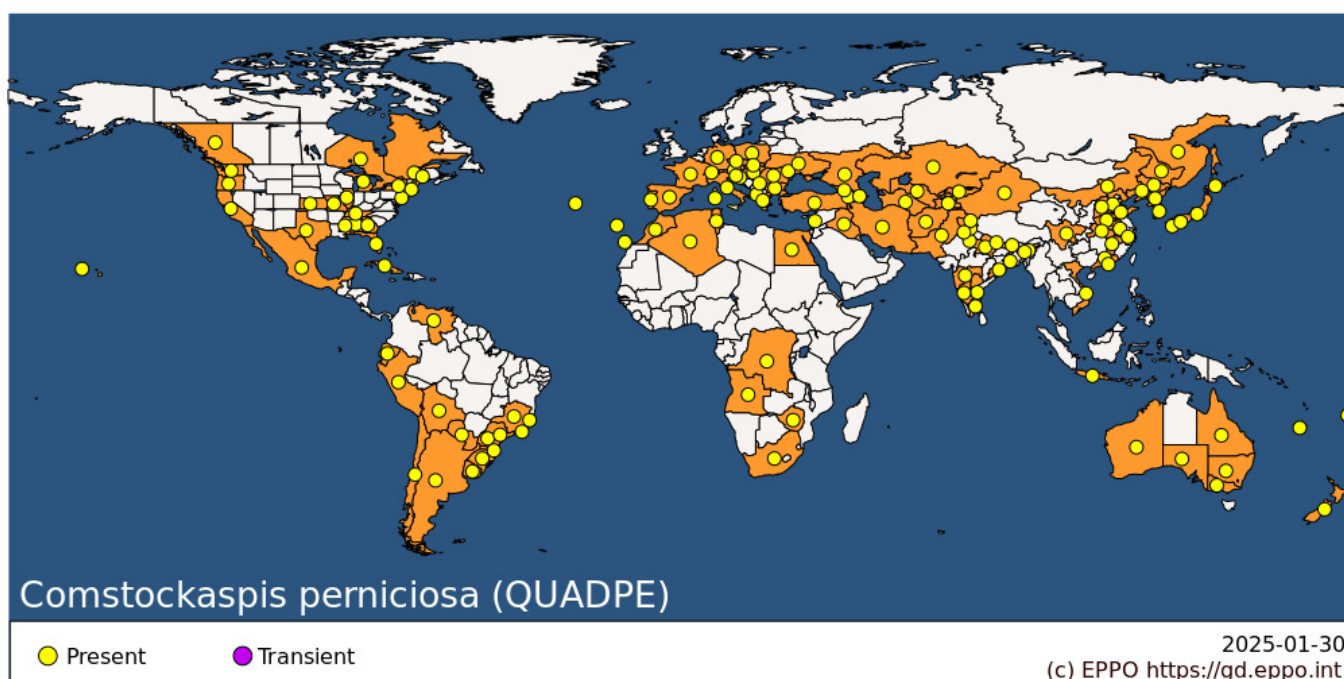 Comstockaspis perniciosa (QUADPE)
Present
Transient
2025-01-30
(c) EPPO https://gd.eppo.int